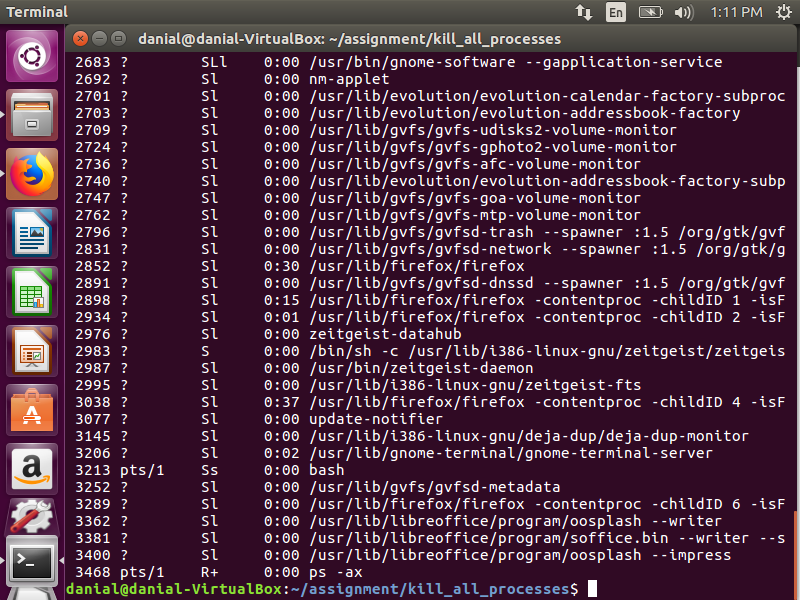 Terminal
En
1:11 PM
danial@danial-VirtualBox: ~/assignment/kill_all_processes
2683 ? SLl 0:00 /usr/bin/gnome-software --gapplication-service
2692 ? Sl 0:00 nm-applet
2701 ? Sl 0:00 /usr/lib/evolution/evolution-calendar-factory-subproc
2703 ? Sl 0:00 /usr/lib/evolution/evolution-addressbook-factory
2709 ? Sl 0:00 /usr/lib/gvfs/gvfs-udisks2-volume-monitor
2724 ? Sl 0:00 /usr/lib/gvfs/gvfs-gphoto2-volume-monitor
2736 ? Sl 0:00 /usr/lib/gvfs/gvfs-afc-volume-monitor
2740 ? Sl 0:00 /usr/lib/evolution/evolution-addressbook-factory-subp
2747 ? Sl 0:00 /usr/lib/gvfs/gvfs-goa-volume-monitor
2762 ? Sl 0:00 /usr/lib/gvfs/gvfs-mtp-volume-monitor
2796 ? Sl 0:00 /usr/lib/gvfs/gvfsd-trash --spawner :1.5 /org/gtk/gvf
2831 ? Sl 0:00 /usr/lib/gvfs/gvfsd-network --spawner :1.5 /org/gtk/g
2852 ? Sl 0:30 /usr/lib/firefox/firefox
2891 ? Sl 0:00 /usr/lib/gvfs/gvfsd-dnssd --spawner :1.5 /org/gtk/gvf
2898 ? Sl 0:15 /usr/lib/firefox/firefox -contentproc -childID 1 -isF
2934 ? Sl 0:01 /usr/lib/firefox/firefox -contentproc -childID 2 -isF
2976 ? Sl 0:00 zeitgeist-datahub
2983 ? S 0:00 /bin/sh -c /usr/lib/i386-linux-gnu/zeitgeist/zeitgeis
2987 ? Sl 0:00 /usr/bin/zeitgeist-daemon
2995 ? Sl 0:00 /usr/lib/i386-linux-gnu/zeitgeist-fts
3038 ? Sl 0:37 /usr/lib/firefox/firefox -contentproc -childID 4 -isF
3077 ? Sl 0:00 update-notifier
3145 ? Sl 0:00 /usr/lib/i386-linux-gnu/deja-dup/deja-dup-monitor
3206 ? Sl 0:02 /usr/lib/gnome-terminal/gnome-terminal-server
3213 pts/1 Ss 0:00 bash
3252 ? Sl 0:00 /usr/lib/gvfs/gvfsd-metadata
3289 ? Sl 0:00 /usr/lib/firefox/firefox -contentproc -childID 6 -isF
3362 ? Sl 0:00 /usr/lib/libreoffice/program/oosplash --writer
3381 ? Sl 0:00 /usr/lib/libreoffice/program/soffice.bin --writer --s
3400 ? Sl 0:00 /usr/lib/libreoffice/program/oosplash --impress
3468 pts/1 R+ 0:00 ps -ax
danial@danial-VirtualBox:~/assignment/kill_all_processes$